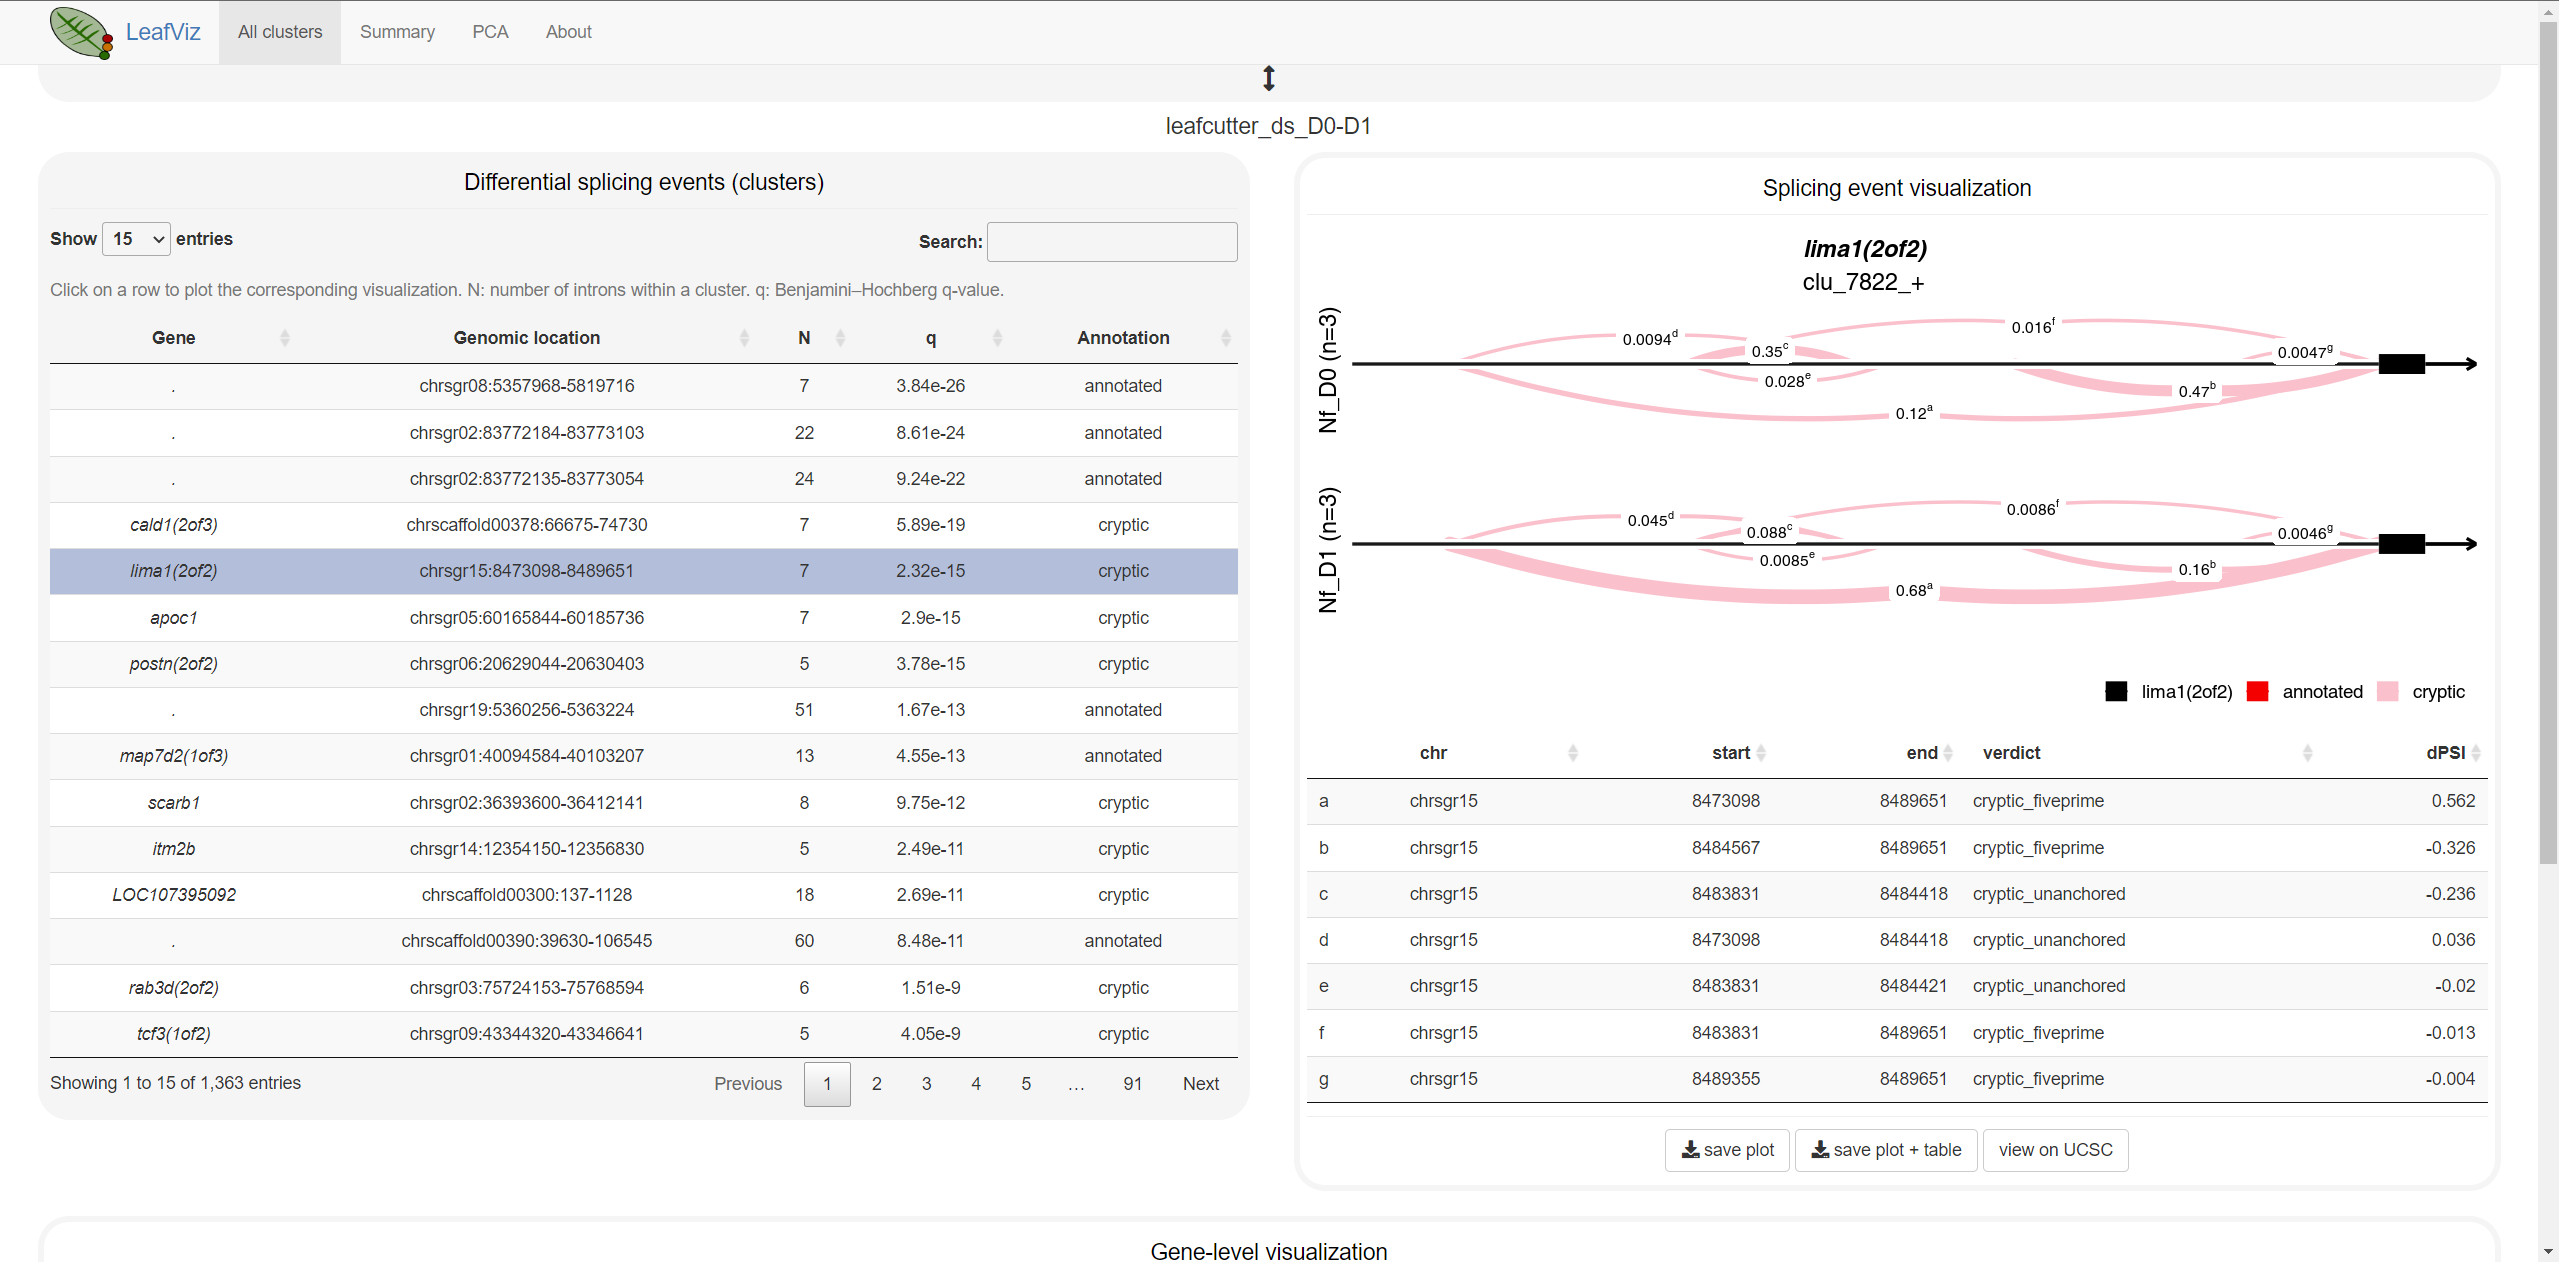 LeafViz All clusters Summary PCA About
leafcutter_ds_D0-D1
Differential splicing events (clusters)
Show 15 entries Search:
Click on a row to plot the corresponding visualization. N: number of introns within a cluster. q: Benjamini–Hochberg q-value.
Gene Genomic location N q Annotation
. chrsgr08:5357968-5819716 7 3.84e-26 annotated
. chrsgr02:83772184-83773103 22 8.61e-24 annotated
. chrsgr02:83772135-83773054 24 9.24e-22 annotated
cald1(2of3) chrscaffold00378:66675-74730 7 5.89e-19 cryptic
lima1(2of2) chrsgr15:8473098-8489651 7 2.32e-15 cryptic
apoc1 chrsgr05:60165844-60185736 7 2.9e-15 cryptic
postn(2of2) chrsgr06:20629044-20630403 5 3.78e-15 cryptic
. chrsgr19:5360256-5363224 51 1.67e-13 annotated
map7d2(1of3) chrsgr01:40094584-40103207 13 4.55e-13 annotated
scarb1 chrsgr02:36393600-36412141 8 9.75e-12 cryptic
itm2b chrsgr14:12354150-12356830 5 2.49e-11 cryptic
LOC107395092 chrscaffold00300:137-1128 18 2.69e-11 cryptic
. chrscaffold00390:39630-106545 60 8.48e-11 annotated
rab3d(2of2) chrsgr03:75724153-75768594 6 1.51e-9 cryptic
tcf3(1of2) chrsgr09:43344320-43346641 5 4.05e-9 cryptic
Showing 1 to 15 of 1,363 entries Previous 1 2 3 4 5 … 91 Next
Splicing event visualization
lima1(2of2)
clu_7822_+
Nf_D0 (n=3)
0.016f
0.0094d
0.35c
0.0047g
0.028e
0.47b
0.12a
Nf_D1 (n=3)
0.0086f
0.045d
0.088c
0.0046g
0.0085e
0.16b
0.68a
lima1(2of2) annotated cryptic
chr start end verdict dPSI
a chrsgr15 8473098 8489651 cryptic_fiveprime 0.562
b chrsgr15 8484567 8489651 cryptic_fiveprime -0.326
c chrsgr15 8483831 8484418 cryptic_unanchored -0.236
d chrsgr15 8473098 8484418 cryptic_unanchored 0.036
e chrsgr15 8483831 8484421 cryptic_unanchored -0.02
f chrsgr15 8483831 8489651 cryptic_fiveprime -0.013
g chrsgr15 8489355 8489651 cryptic_fiveprime -0.004
save plot save plot + table view on UCSC
Gene-level visualization